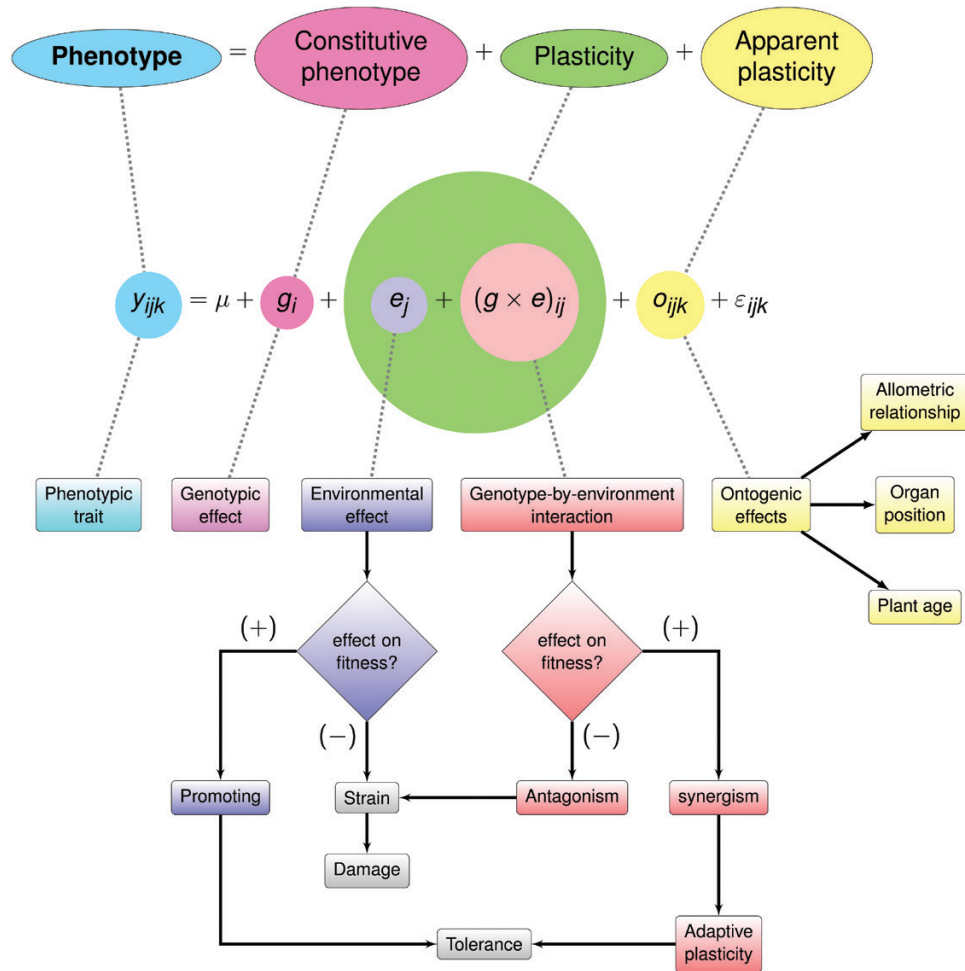 Phenotype = Constitutive phenotype + Plasticity + Apparent plasticity
y_ijk = μ + g_i + e_j + (g × e)_ij + o_ijk + ε_ijk
Allometric
relationship
Phenotypic
trait
Genotypic
effect
Environmental
effect
Genotype-by-environment
interaction
Ontogenic
effects
Organ
position
Plant age
(+)
effect on
fitness?
(−)
effect on
fitness?
(+)
(−)
Promoting
Strain
Antagonism
synergism
Damage
Tolerance
Adaptive
plasticity